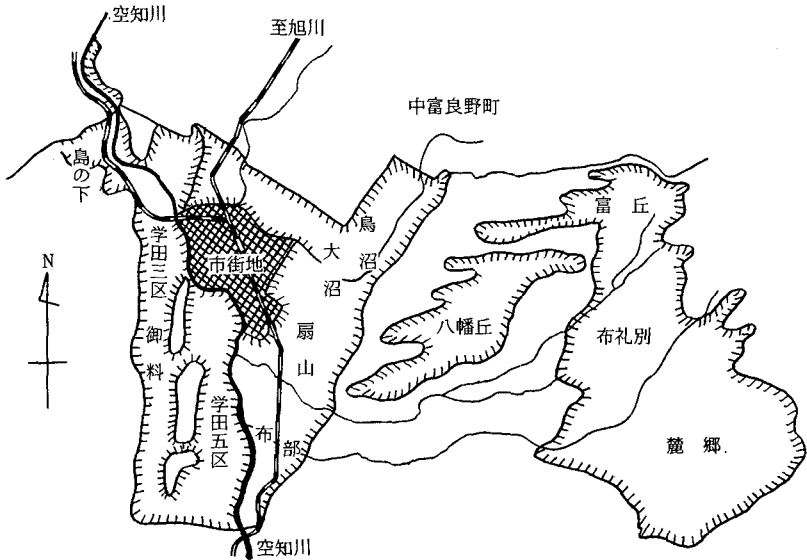 空知川
至旭川
中富良野町
島の下
鳥沼
富丘
学田三区
大沼
市街地
N
御料
扇山
八幡丘
布礼別
学田五区
布部
麓郷
空知川